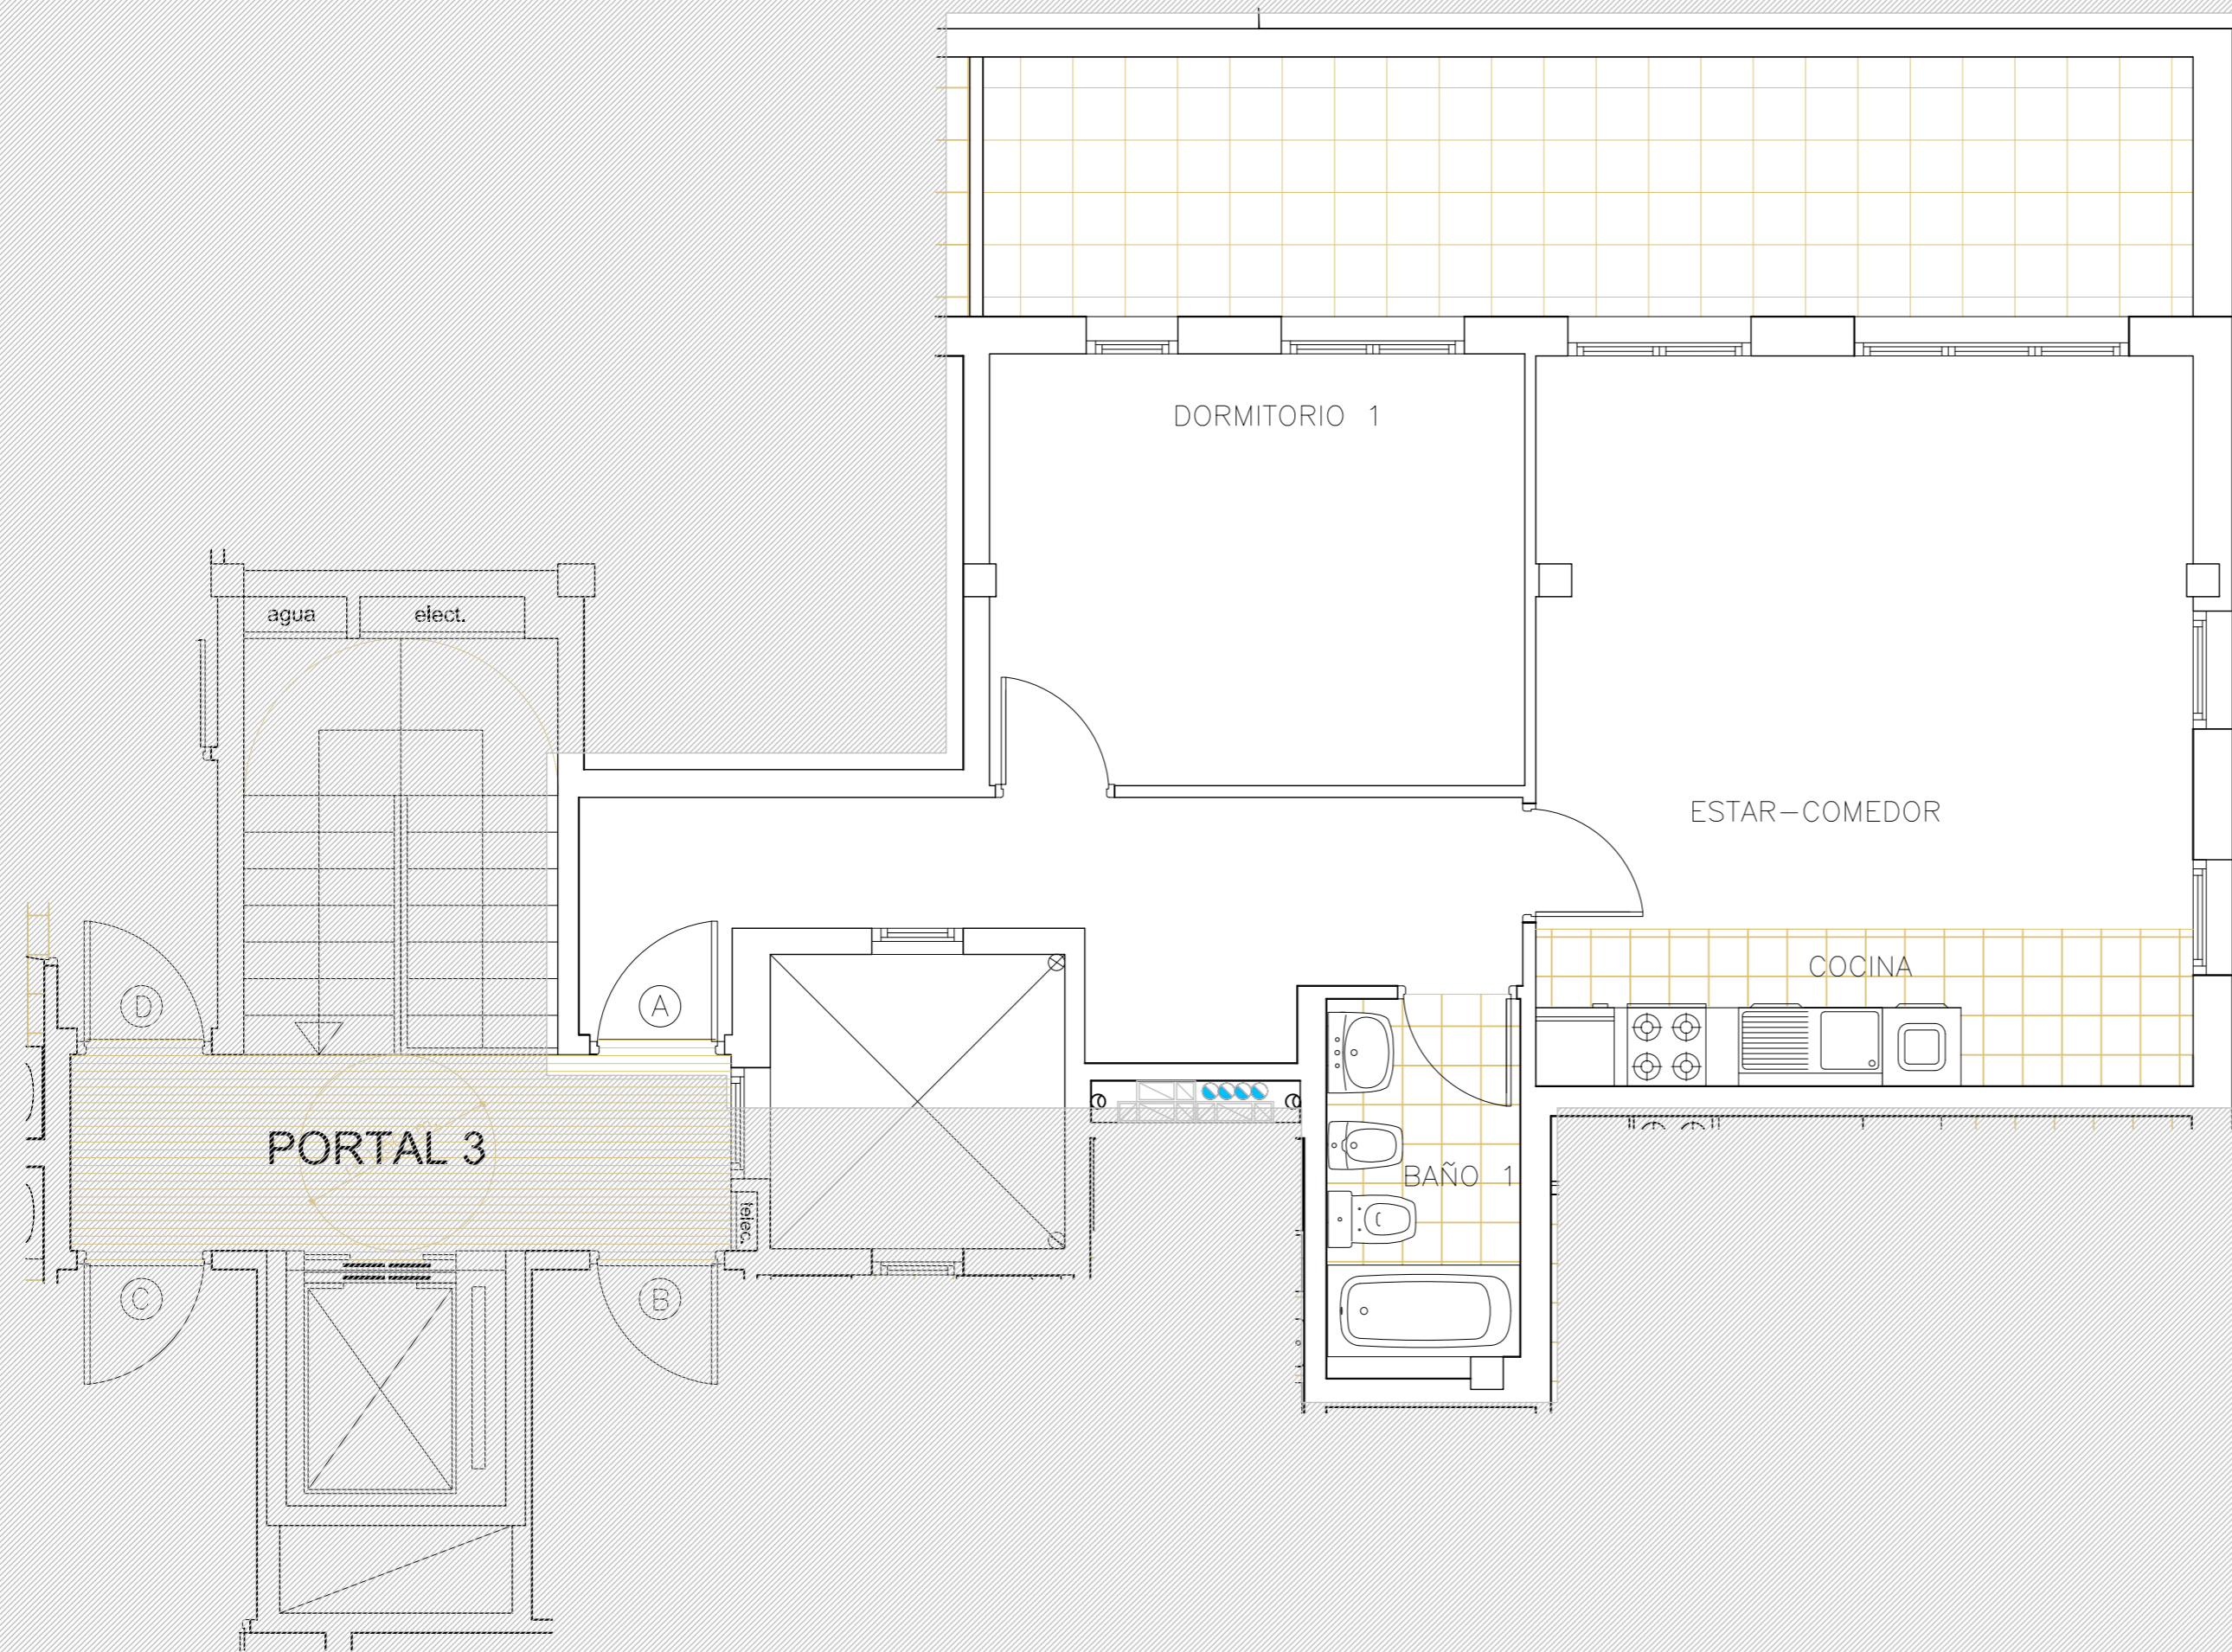 DORMITORIO 1
agua
elect.
ESTAR-COMEDOR
COCINA
D
A
PORTAL 3
BAÑO 1
telec.
C
B